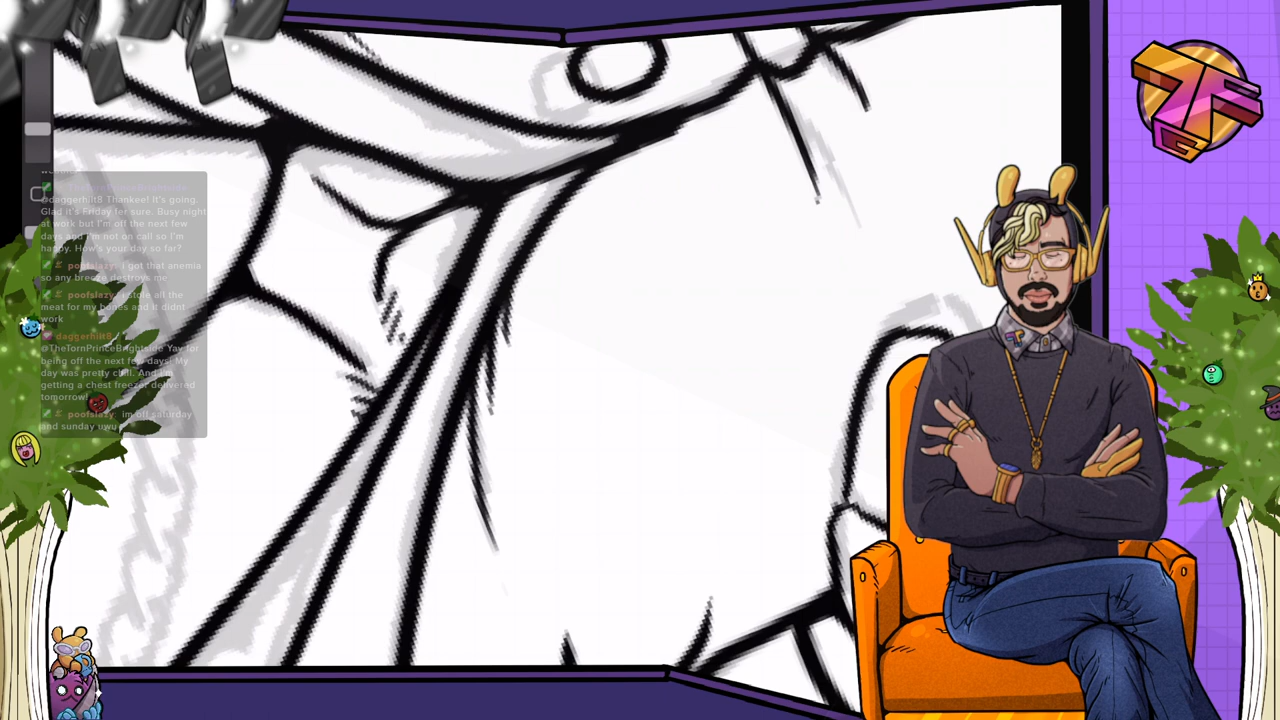 TheTornPrinceBrightside
@daggerhilt8 Thankee! It's going.
Glad it's Friday fer sure. Busy night
at work but I'm off the next few
days and I'm not on call so I'm
happy. How's your day so far?
poofslazy: i got that anemia
so any breeze destroys me
poofslazy: i stole all the
meat for my bones and it didnt
work
daggerhilt8:
@TheTornPrinceBrightside Yay for
being off the next few days! My
day was pretty chill. And I'm
getting a chest freezer delivered
tomorrow!
poofslazy: im off saturday
and sunday uwu